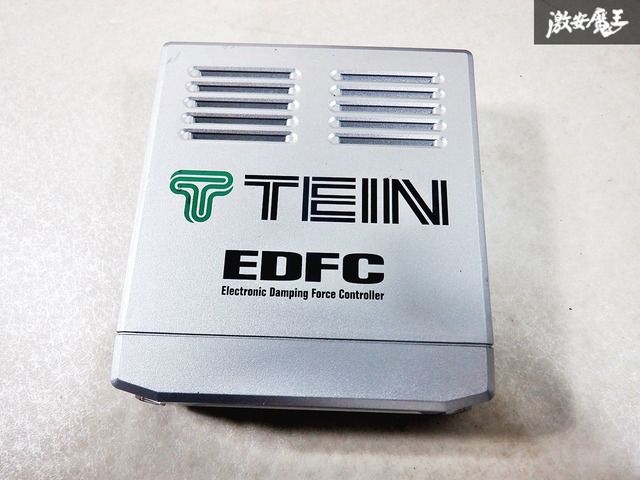 激安魔王
TEIN
EDFC
Electronic Damping Force Controller